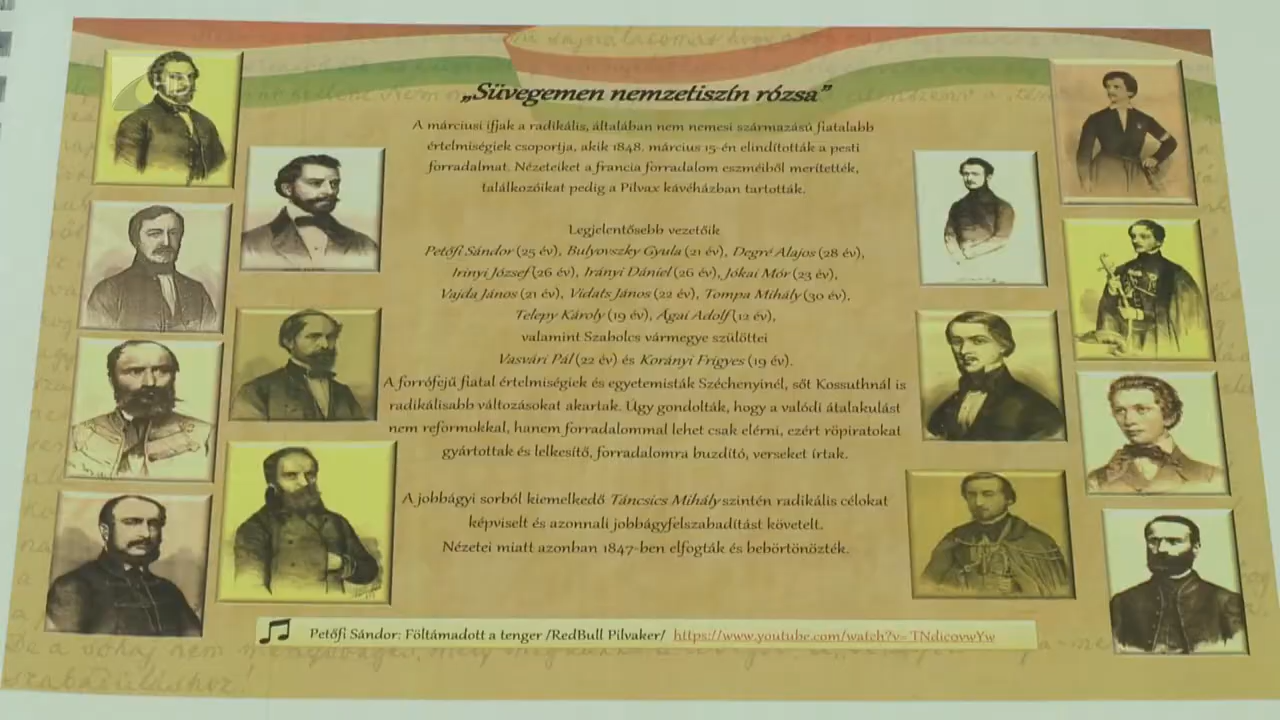 „Süvegemen nemzetiszín rózsa”
A márciusi ifjak a radikális, általában nem nemesi származású fiatalabb
értelmiségiek csoportja, akik 1848. március 15-én elindították a pesti
forradalmat. Nézeteiket a francia forradalom eszméiből merítették,
találkozóikat pedig a Pilvax kávéházban tartották.
Legjelentősebb vezetőik
Petőfi Sándor (25 év), Bulyovszky Gyula (21 év), Degré Alajos (28 év),
Irinyi József (26 év), Irányi Dániel (26 év), Jókai Mór (23 év),
Vajda János (21 év), Vidats János (22 év), Tompa Mihály (30 év),
Telepy Károly (19 év), Ágai Adolf (12 év),
valamint Szabolcs vármegye szülöttei
Vasvári Pál (22 év) és Korányi Frigyes (19 év).
A forrófejű fiatal értelmiségiek és egyetemisták Széchenyinél, sőt Kossuthnál is
radikálisabb változásokat akartak. Úgy gondolták, hogy a valódi átalakulást
nem reformokkal, hanem forradalommal lehet csak elérni, ezért röpiratokat
gyártottak és lelkesítő, forradalomra buzdító, verseket írtak.
A jobbágyi sorból kiemelkedő Táncsics Mihály szintén radikális célokat
képviselt és azonnali jobbágyfelszabadítást követelt.
Nézetei miatt azonban 1847-ben elfogták és bebörtönözték.
Petőfi Sándor: Föltámadott a tenger /RedBull Pilvaker/ https://www.youtube.com/watch?v=TNdicovwYw